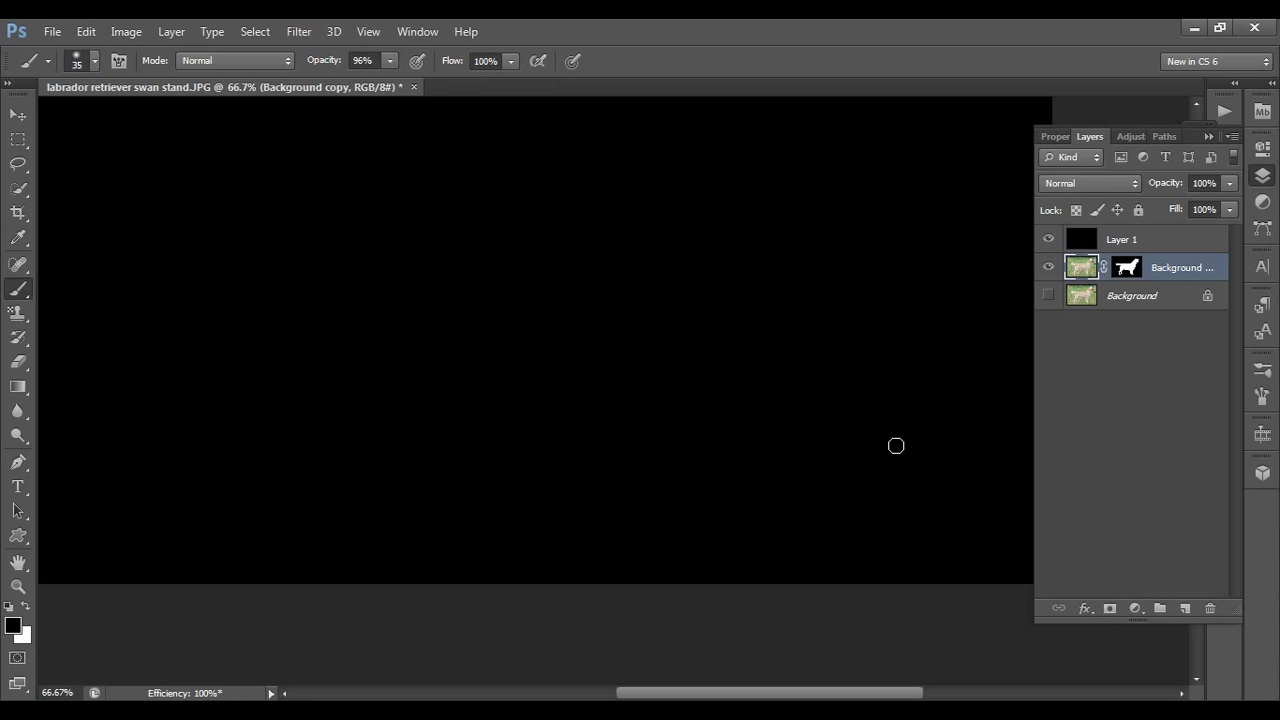 Ps File Edit Image Layer Type Select Filter 3D View Window Help
35 Mode: Normal Opacity: 96% Flow: 100% New in CS 6
labrador retriever swan stand.JPG @ 66.7% (Background copy, RGB/8#) * ×
Mb
Proper Layers Adjust Paths
Kind
Normal Opacity: 100%
Lock: Fill: 100%
Layer 1
Background ...
Background
66.67% Efficiency: 100%*